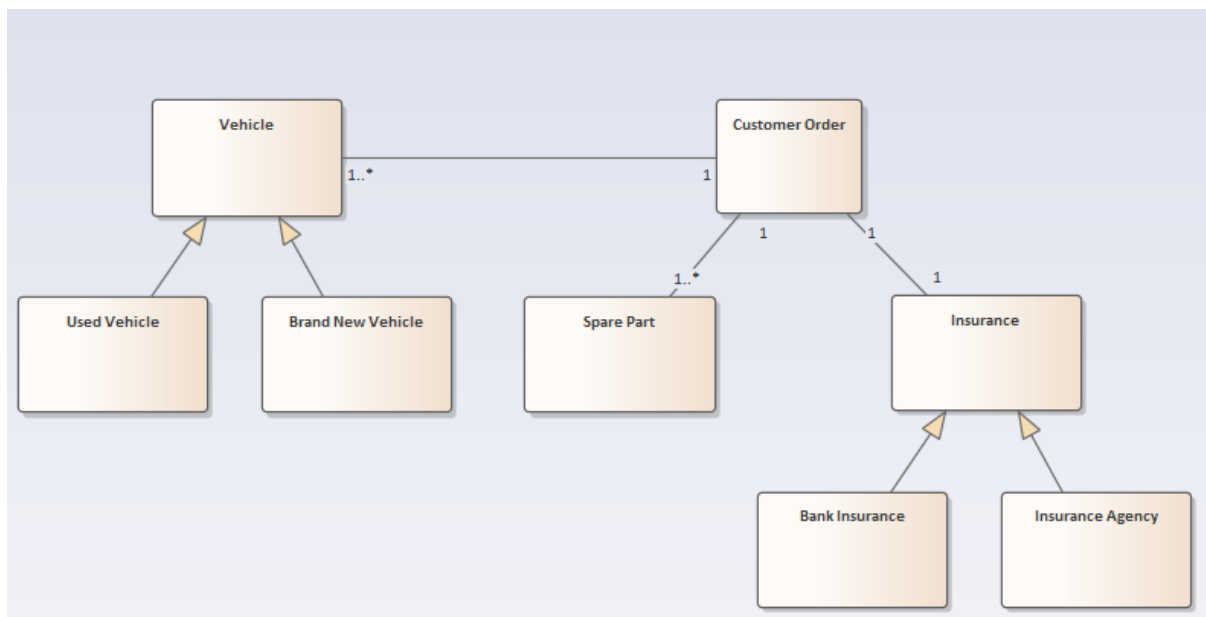 Vehicle
Customer Order
1..*
1
1
1
1..*
1
Used Vehicle
Brand New Vehicle
Spare Part
Insurance
Bank Insurance
Insurance Agency